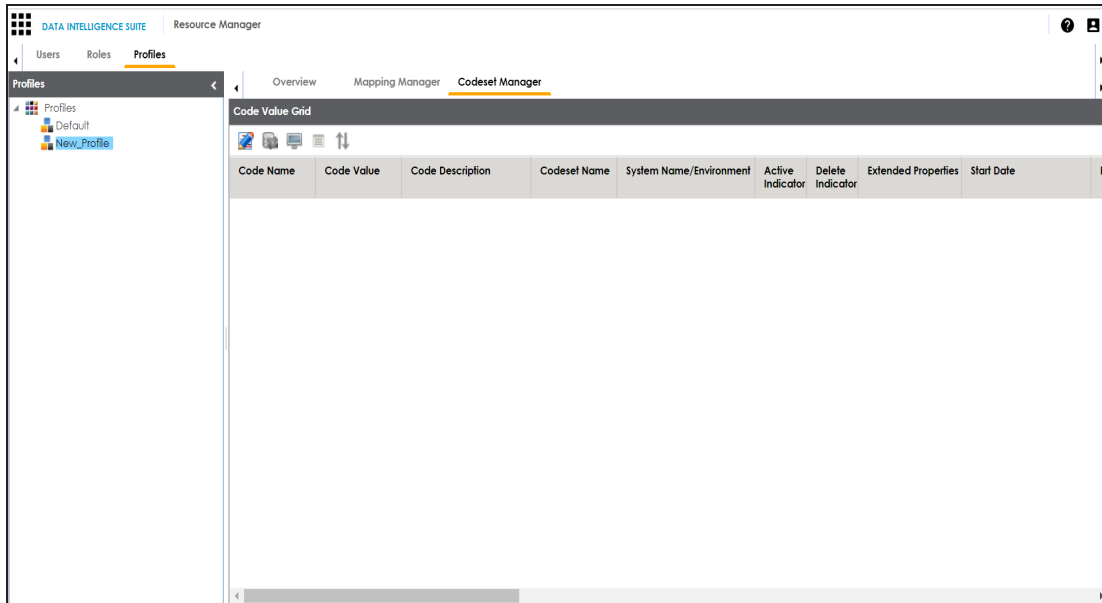 DATA INTELLIGENCE SUITE Resource Manager
Users Roles Profiles
Profiles
Overview Mapping Manager Codeset Manager
Profiles
Default
New_Profile
Code Value Grid
Code Name Code Value Code Description Codeset Name System Name/Environment Active Indicator Delete Indicator Extended Properties Start Date